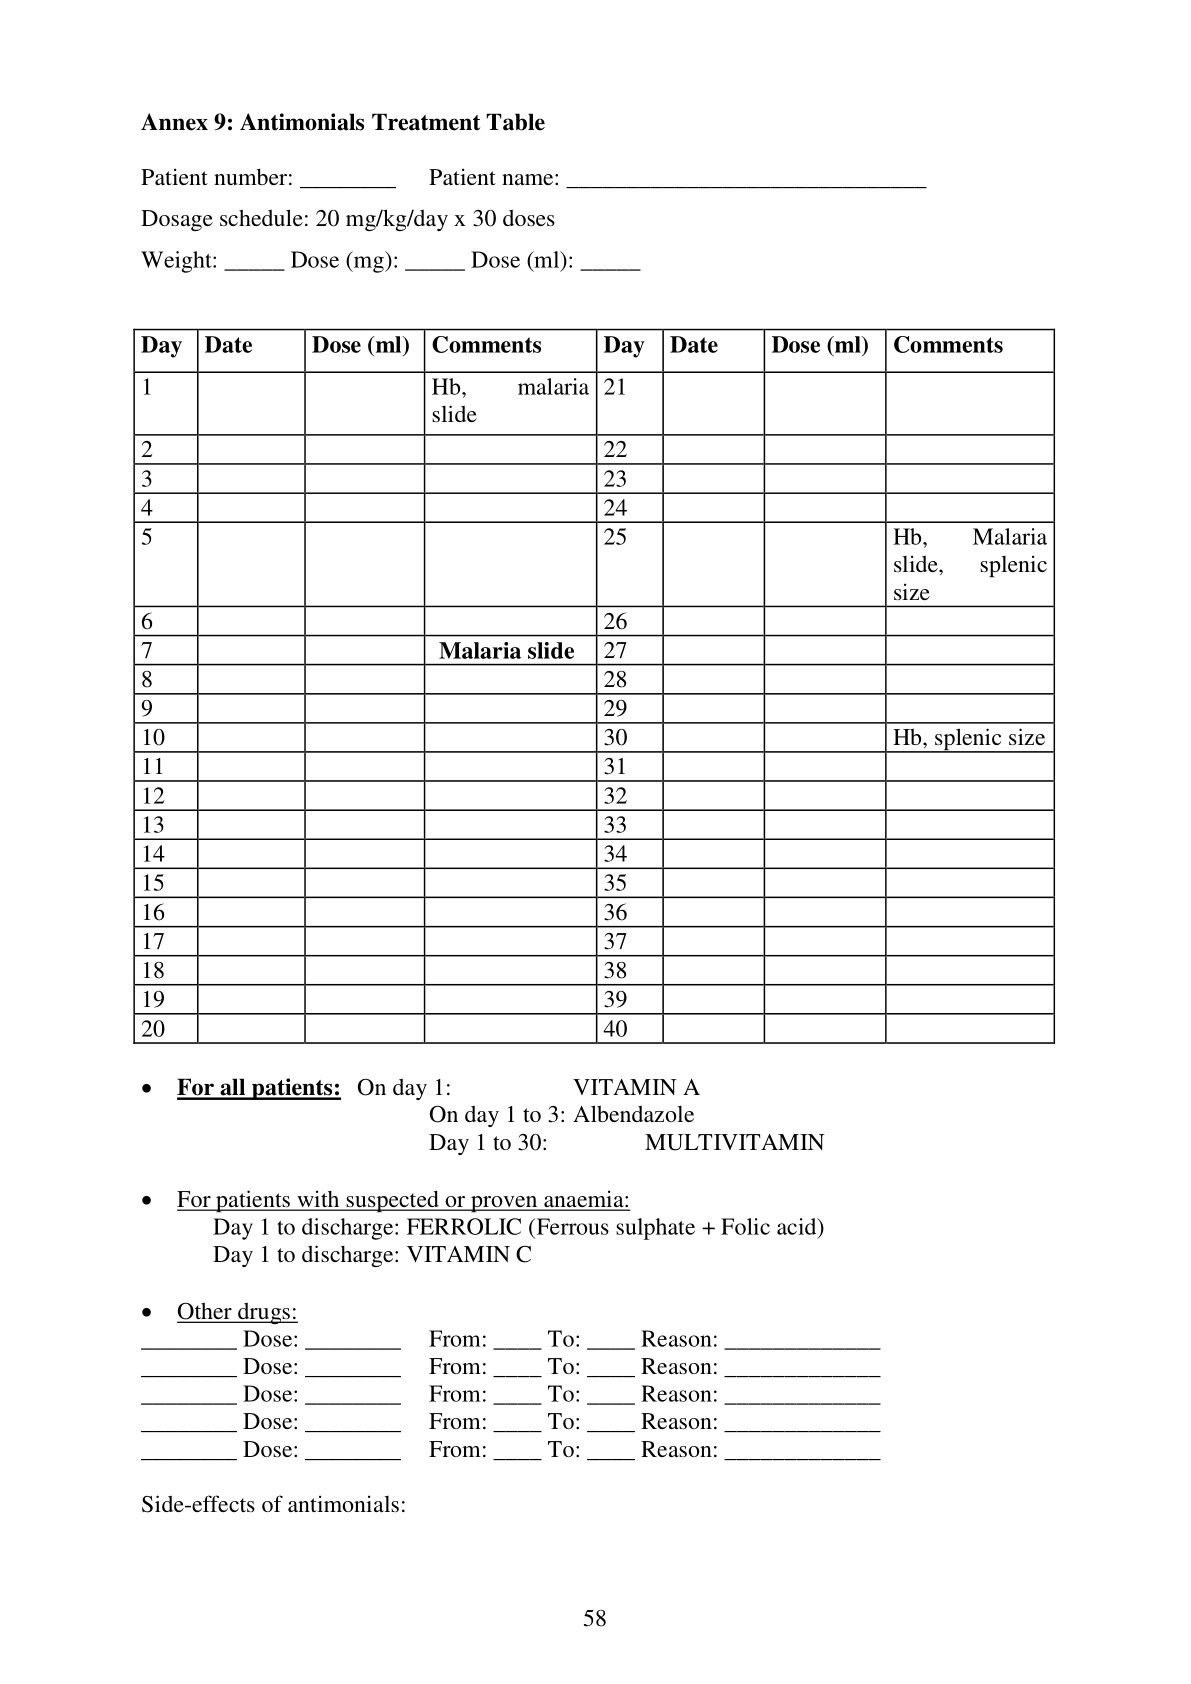 Annex 9: Antimonials Treatment Table
Patient number: ________ Patient name: ______________________________
Dosage schedule: 20 mg/kg/day x 30 doses
Weight: _____ Dose (mg): _____ Dose (ml): _____
Day Date Dose (ml) Comments Day Date Dose (ml) Comments
1 Hb, malaria 21
slide
2 22
3 23
4 24
5 25 Hb, Malaria
slide, splenic
size
6 26
7 Malaria slide 27
8 28
9 29
10 30 Hb, splenic size
11 31
12 32
13 33
14 34
15 35
16 36
17 37
18 38
19 39
20 40
• For all patients: On day 1: VITAMIN A
On day 1 to 3: Albendazole
Day 1 to 30: MULTIVITAMIN
• For patients with suspected or proven anaemia:
Day 1 to discharge: FERROLIC (Ferrous sulphate + Folic acid)
Day 1 to discharge: VITAMIN C
• Other drugs:
________ Dose: ________ From: ____ To: ____ Reason: _____________
________ Dose: ________ From: ____ To: ____ Reason: _____________
________ Dose: ________ From: ____ To: ____ Reason: _____________
________ Dose: ________ From: ____ To: ____ Reason: _____________
________ Dose: ________ From: ____ To: ____ Reason: _____________
Side-effects of antimonials:
58